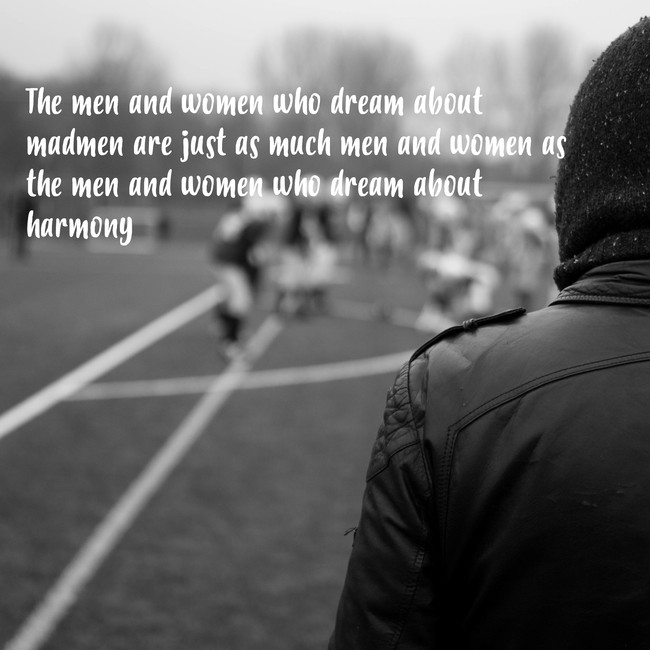 The men and women who dream about
madmen are just as much men and women as
the men and women who dream about
harmony